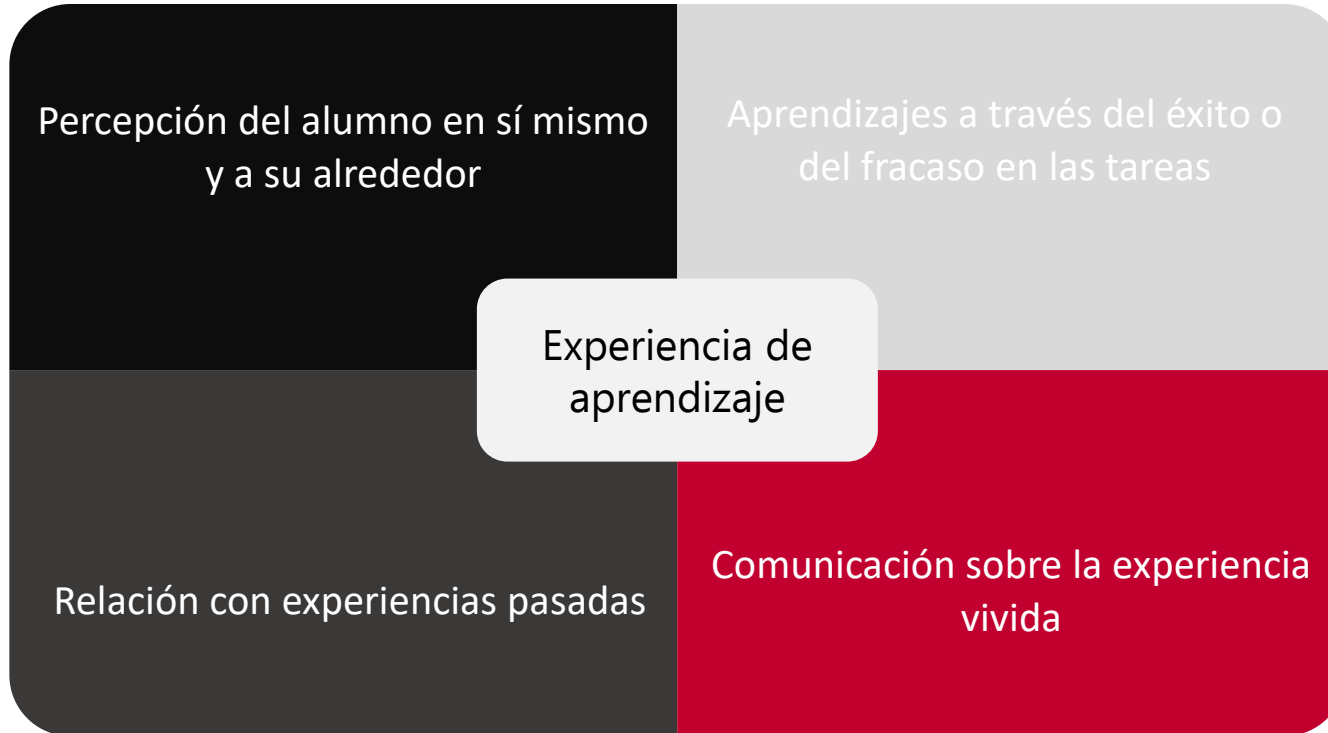 Percepción del alumno en sí mismo
y a su alrededor
Aprendizajes a través del éxito o
del fracaso en las tareas
Experiencia de
aprendizaje
Relación con experiencias pasadas
Comunicación sobre la experiencia
vivida